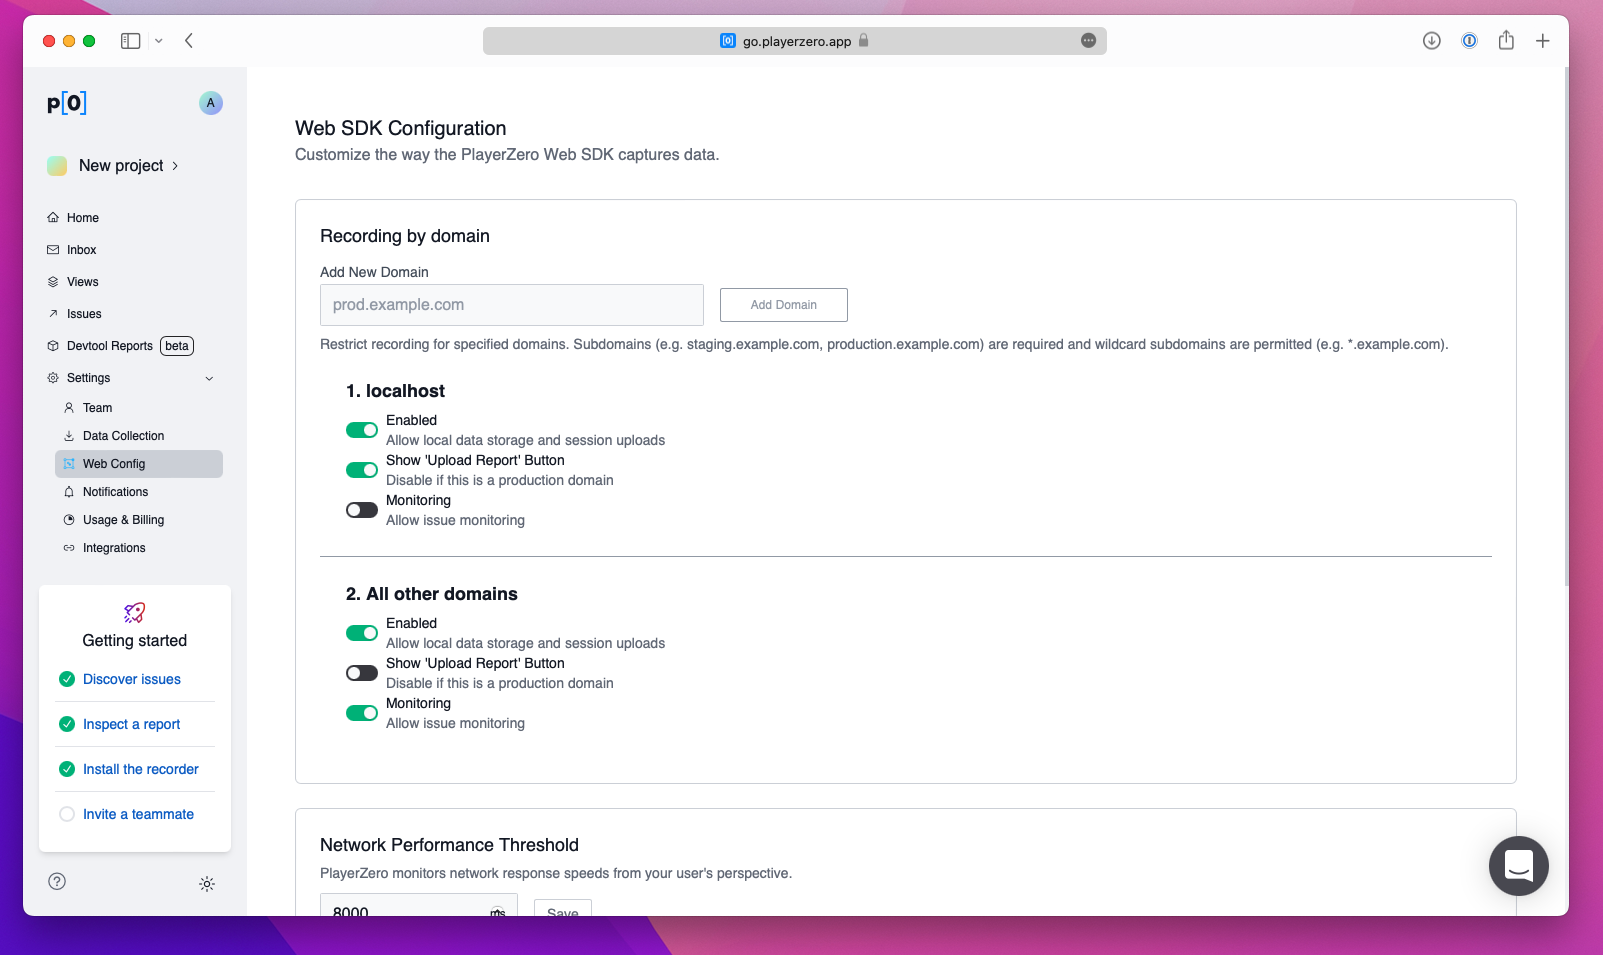 go.playerzero.app
p[0]
A
New project
Home
Inbox
Views
Issues
Devtool Reports beta
Settings
Team
Data Collection
Web Config
Notifications
Usage & Billing
Integrations
Getting started
Discover issues
Inspect a report
Install the recorder
Invite a teammate
Web SDK Configuration
Customize the way the PlayerZero Web SDK captures data.
Recording by domain
Add New Domain
prod.example.com
Add Domain
Restrict recording for specified domains. Subdomains (e.g. staging.example.com, production.example.com) are required and wildcard subdomains are permitted (e.g. *.example.com).
1. localhost
Enabled
Allow local data storage and session uploads
Show 'Upload Report' Button
Disable if this is a production domain
Monitoring
Allow issue monitoring
2. All other domains
Enabled
Allow local data storage and session uploads
Show 'Upload Report' Button
Disable if this is a production domain
Monitoring
Allow issue monitoring
Network Performance Threshold
PlayerZero monitors network response speeds from your user's perspective.
8000 ms
Save